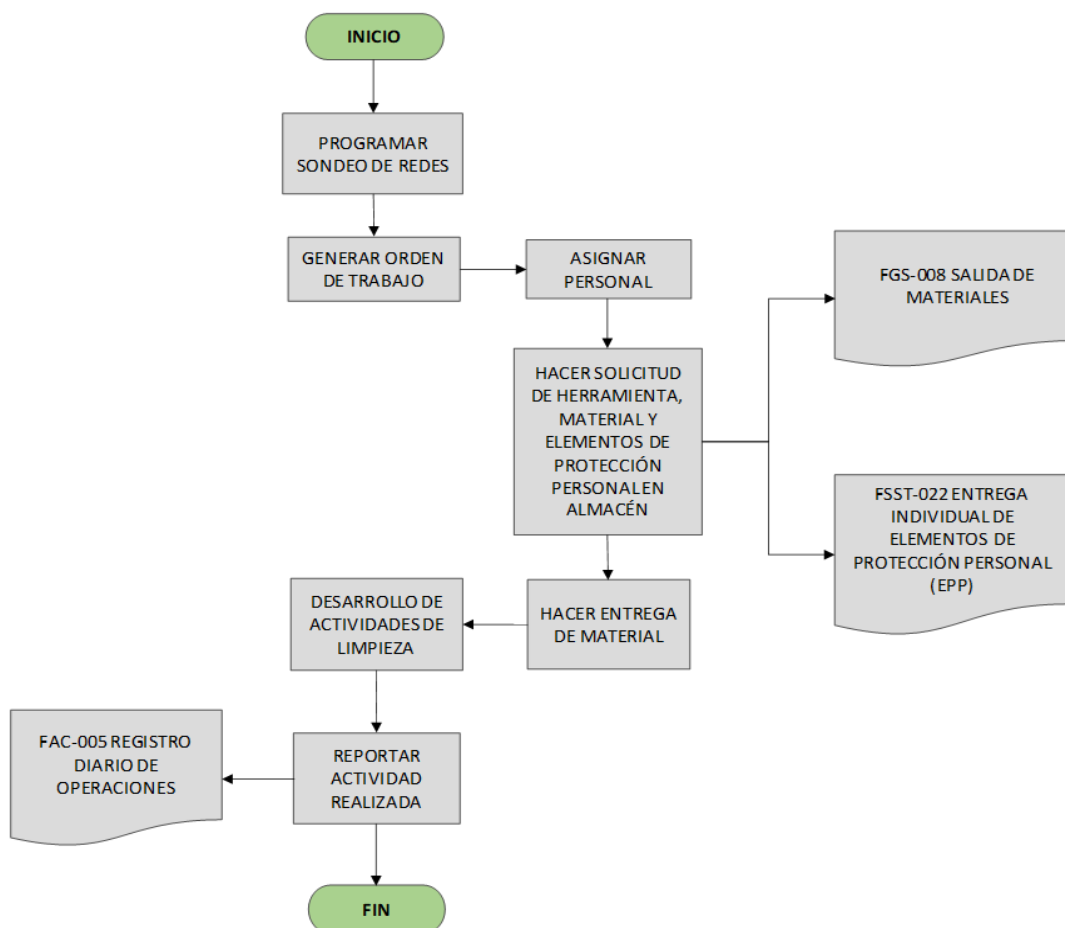 INICIO
PROGRAMAR
SONDEO DE REDES
GENERAR ORDEN
DE TRABAJO
ASIGNAR
PERSONAL
FGS-008 SALIDA DE
MATERIALES
HACER SOLICITUD
DE HERRAMIENTA,
MATERIAL Y
ELEMENTOS DE
PROTECCIÓN
PERSONAL EN
ALMACÉN
FSST-022 ENTREGA
INDIVIDUAL DE
ELEMENTOS DE
PROTECCIÓN PERSONAL
(EPP)
HACER ENTREGA
DE MATERIAL
DESARROLLO DE
ACTIVIDADES DE
LIMPIEZA
REPORTAR
ACTIVIDAD
REALIZADA
FAC-005 REGISTRO
DIARIO DE
OPERACIONES
FIN